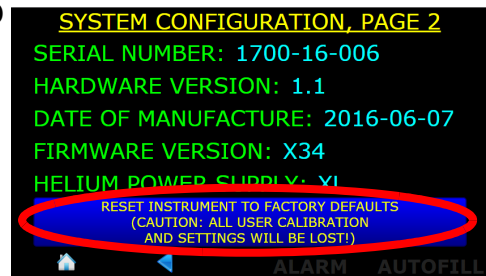 SYSTEM CONFIGURATION, PAGE 2
SERIAL NUMBER: 1700-16-006
HARDWARE VERSION: 1.1
DATE OF MANUFACTURE: 2016-06-07
FIRMWARE VERSION: X34
HELIUM POWER SUPPLY: XL
RESET INSTRUMENT TO FACTORY DEFAULTS
(CAUTION: ALL USER CALIBRATION
AND SETTINGS WILL BE LOST!)
ALARM AUTOFILL